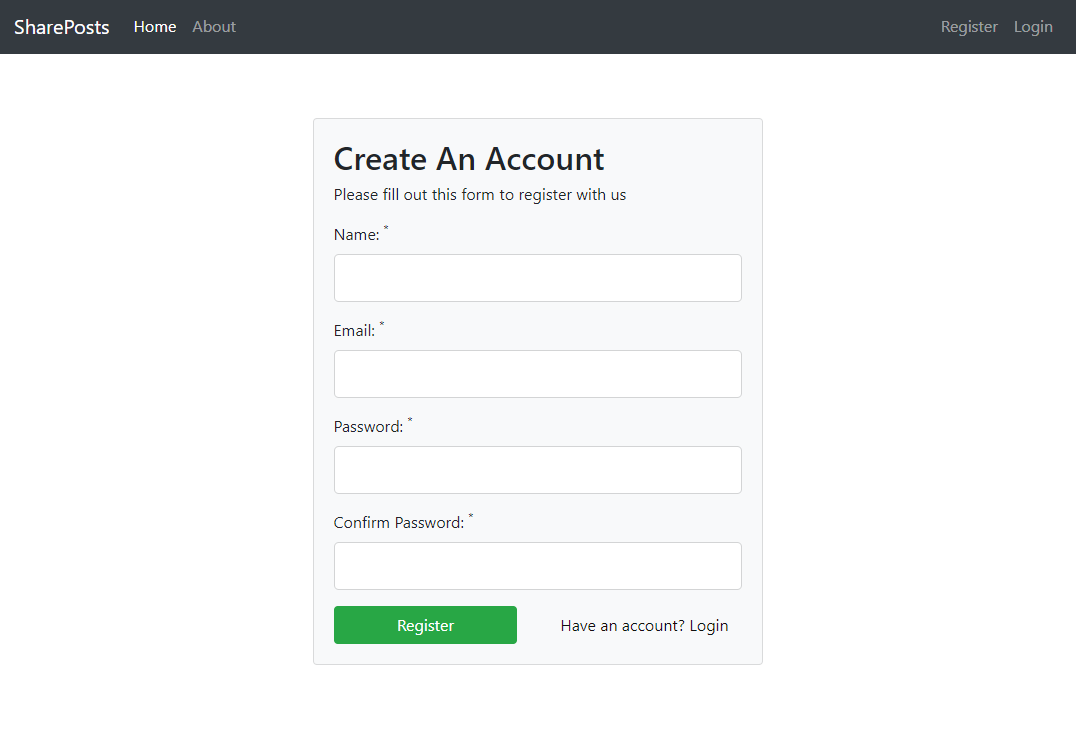 SharePosts Home About Register Login
Create An Account
Please fill out this form to register with us
Name: *
Email: *
Password: *
Confirm Password: *
Register Have an account? Login